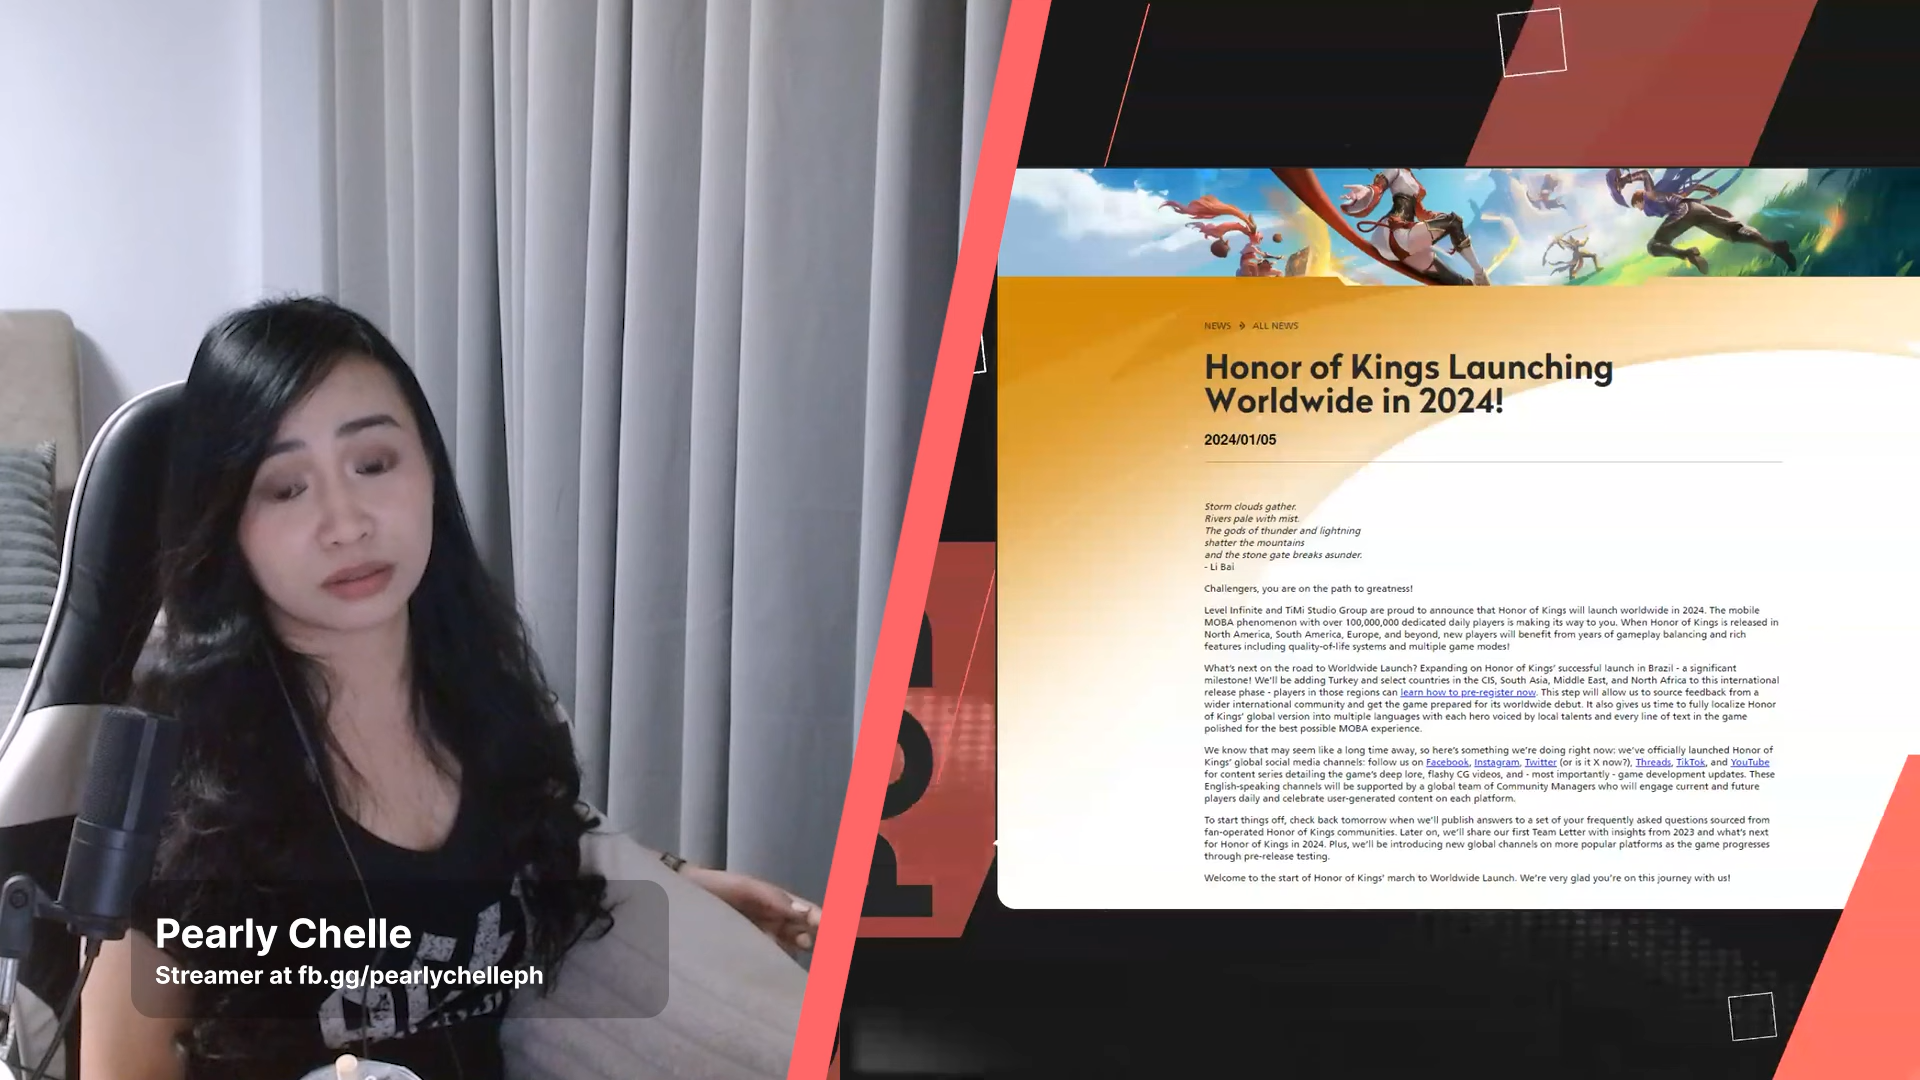 Pearly Chelle
Streamer at fb.gg/pearlychelleph
NEWS ALL NEWS
Honor of Kings Launching
Worldwide in 2024!
2024/01/05
Storm clouds gather.
Rivers pale with mist.
The gods of thunder and lightning
shatter the mountains
and the stone gate breaks asunder.
- Li Bai
Challengers, you are on the path to greatness!
Level Infinite and TiMi Studio Group are proud to announce that Honor of Kings will launch worldwide in 2024. The mobile
MOBA phenomenon with over 100,000,000 dedicated daily players is making its way to you. When Honor of Kings is released in
North America, South America, Europe, and beyond, new players will benefit from years of gameplay balancing and rich
features including quality-of-life systems and multiple game modes!
What's next on the road to Worldwide Launch? Expanding on Honor of Kings' successful launch in Brazil - a significant
milestone! We'll be adding Turkey and select countries in the CIS, South Asia, Middle East, and North Africa to this international
release phase - players in those regions can learn how to pre-register now. This step will allow us to source feedback from a
wider international community and get the game prepared for its worldwide debut. It also gives us time to fully localize Honor
of Kings' global version into multiple languages with each hero voiced by local talents and every line of text in the game
polished for the best possible MOBA experience.
We know that may seem like a long time away, so here's something we're doing right now: we've officially launched Honor of
Kings' global social media channels: follow us on Facebook, Instagram, Twitter (or is it X now?), Threads, TikTok, and YouTube
for content series detailing the game's deep lore, flashy CG videos, and - most importantly - game development updates. These
English-speaking channels will be supported by a global team of Community Managers who will engage current and future
players daily and celebrate user-generated content on each platform.
To start things off, check back tomorrow when we'll publish answers to a set of your frequently asked questions sourced from
fan-operated Honor of Kings communities. Later on, we'll share our first Team Letter with insights from 2023 and what's next
for Honor of Kings in 2024. Plus, we'll be introducing new global channels on more popular platforms as the game progresses
through pre-release testing.
Welcome to the start of Honor of Kings' march to Worldwide Launch. We're very glad you're on this journey with us!